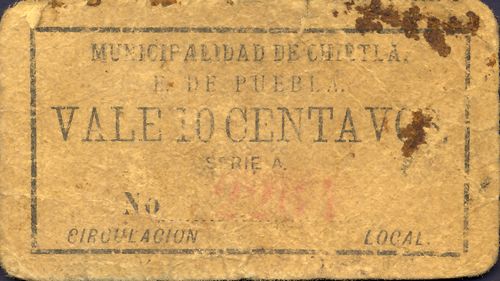 MUNICIPALIDAD DE CHIETLA.
E. DE PUEBLA.
VALE 10 CENTAVOS
SERIE A.
No
CIRCULACION LOCAL.